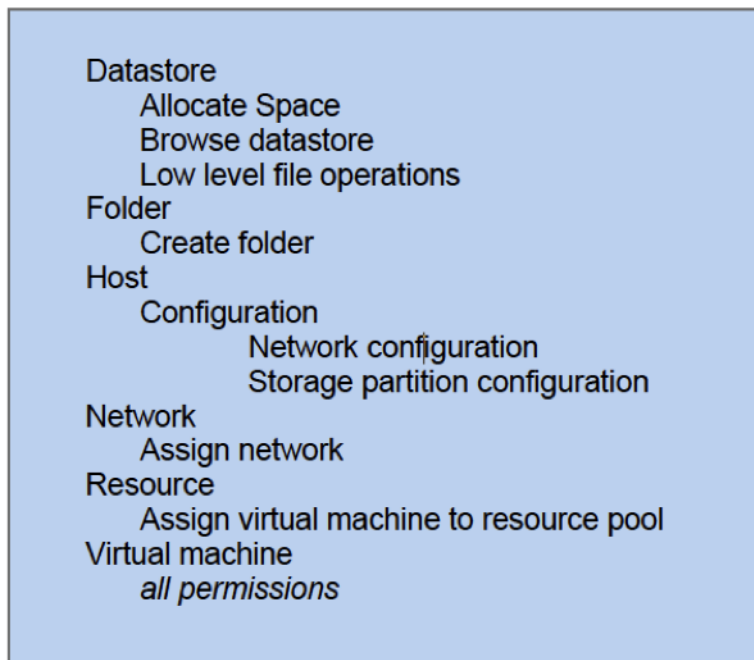 Datastore
Allocate Space
Browse datastore
Low level file operations
Folder
Create folder
Host
Configuration
Network configuration
Storage partition configuration
Network
Assign network
Resource
Assign virtual machine to resource pool
Virtual machine
all permissions